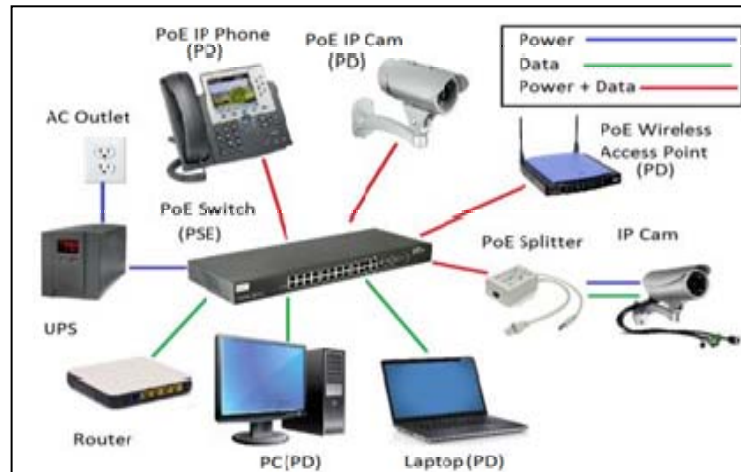 PoE IP Phone
(PD)
PoE IP Cam
(PD)
Power
Data
Power + Data
AC Outlet
PoE Wireless
Access Point
(PD)
PoE Switch
(PSE)
PoE Splitter
IP Cam
UPS
Router
PC(PD)
Laptop(PD)